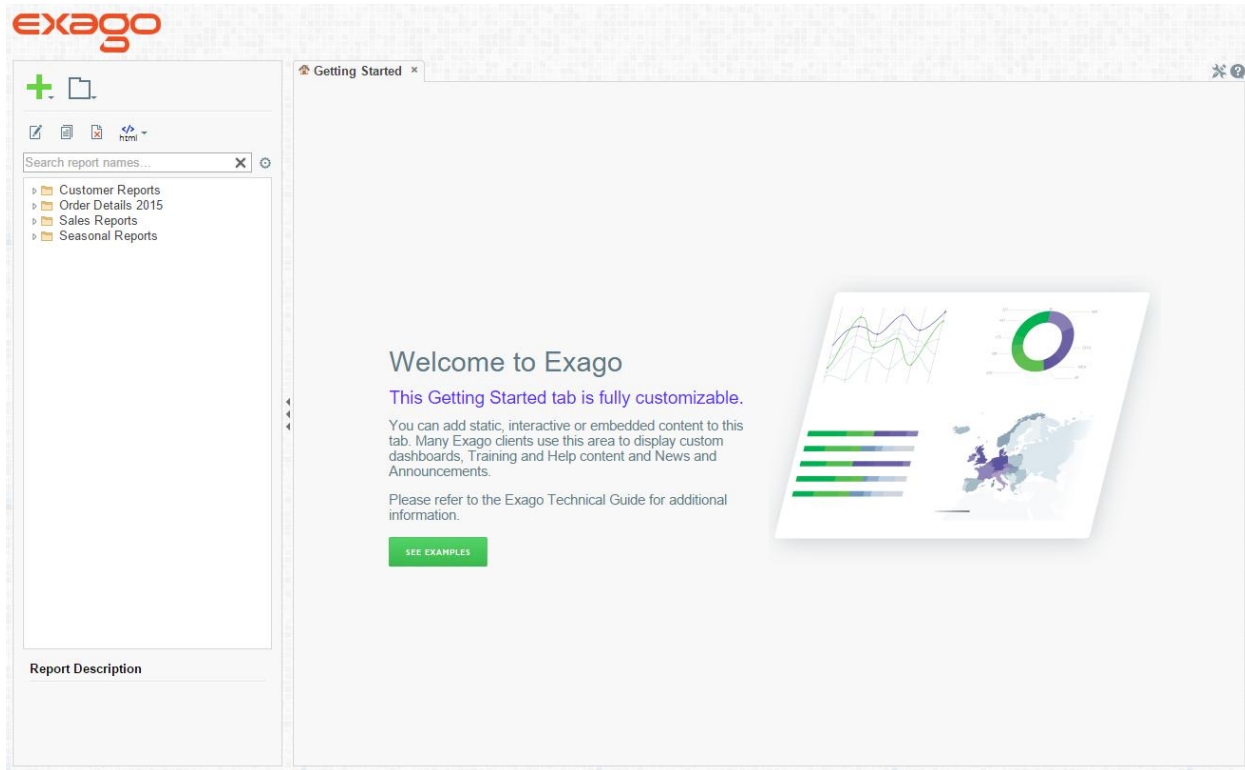 exago
Getting Started
html
Search report names...
Customer Reports
Order Details 2015
Sales Reports
Seasonal Reports
Welcome to Exago
This Getting Started tab is fully customizable.
You can add static, interactive or embedded content to this
tab. Many Exago clients use this area to display custom
dashboards, Training and Help content and News and
Announcements.
Please refer to the Exago Technical Guide for additional
information.
SEE EXAMPLES
Report Description